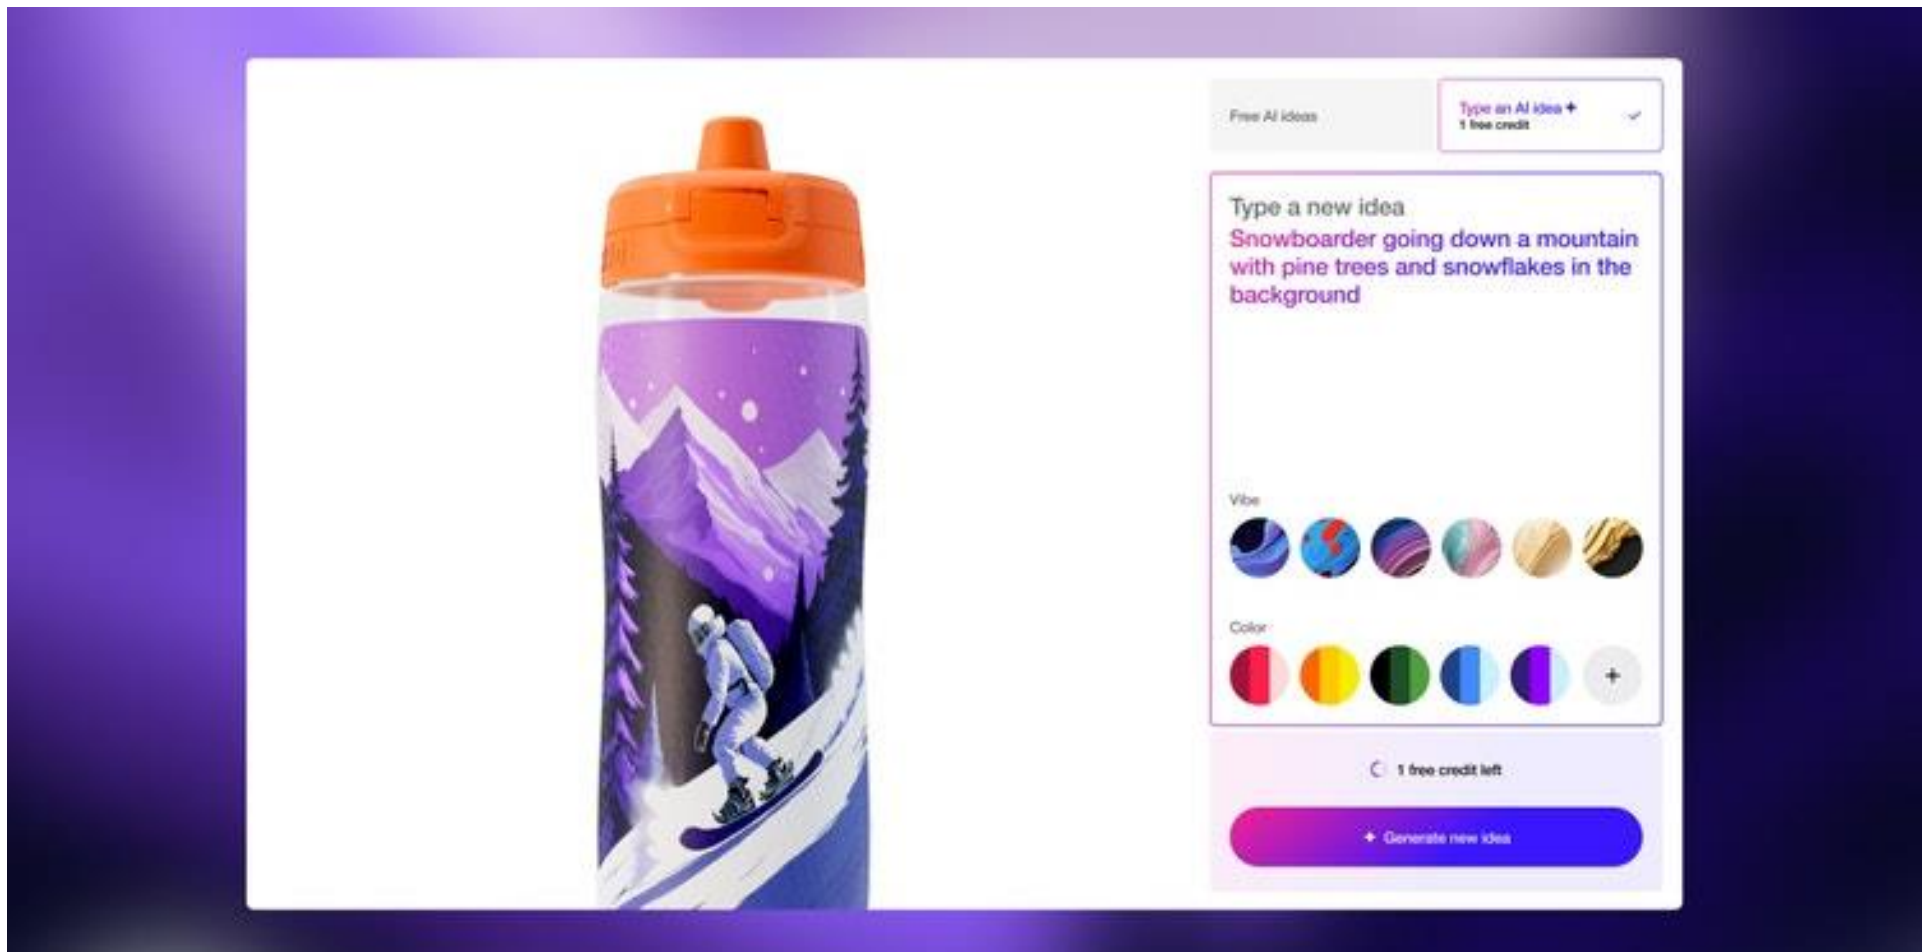 Free AI ideas
Type an AI idea
1 free credit
Type a new idea
Snowboarder going down a mountain
with pine trees and snowflakes in the
background
Vibe
Color
1 free credit left
Generate new idea